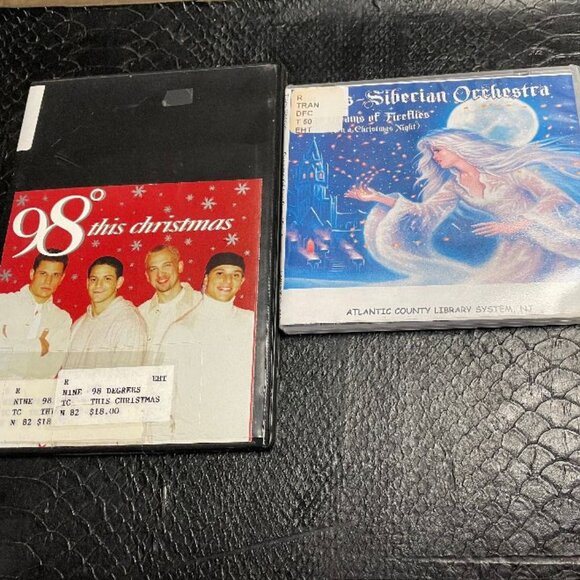 98° this christmas
R
NINE 98
TC
N 82 $18
R EHT
NINE 98 DEGREES
TC THIS CHRISTMAS
N 82 $18.00
R
TRAN
DFC
T 50
EHT
-Siberian Orchestra
of Fireflies"
a Christmas Night)
ATLANTIC COUNTY LIBRARY SYSTEM, NJ